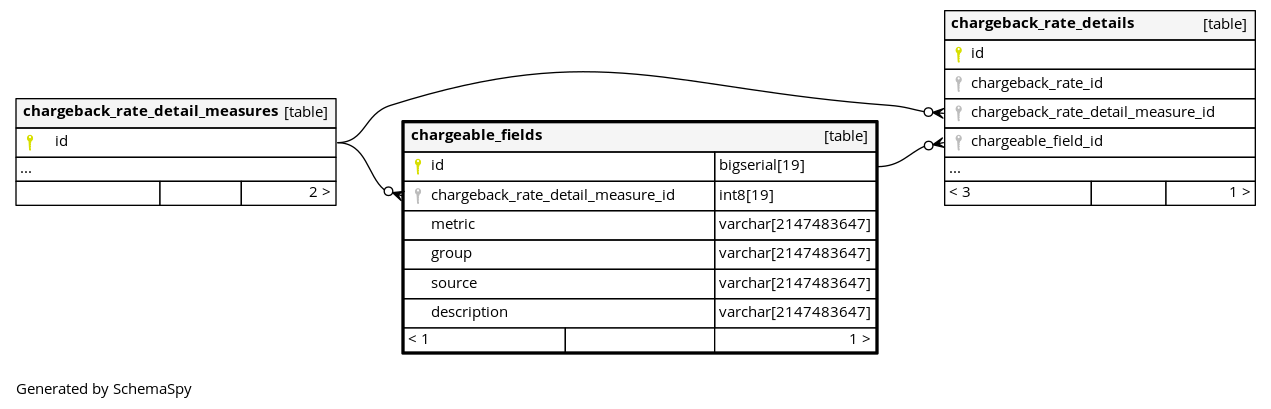 chargeback_rate_detail_measures [table]
id
...
2 >
chargeable_fields [table]
id bigserial[19]
chargeback_rate_detail_measure_id int8[19]
metric varchar[2147483647]
group varchar[2147483647]
source varchar[2147483647]
description varchar[2147483647]
< 1 1 >
chargeback_rate_details [table]
id
chargeback_rate_id
chargeback_rate_detail_measure_id
chargeable_field_id
...
< 3 1 >
Generated by SchemaSpy